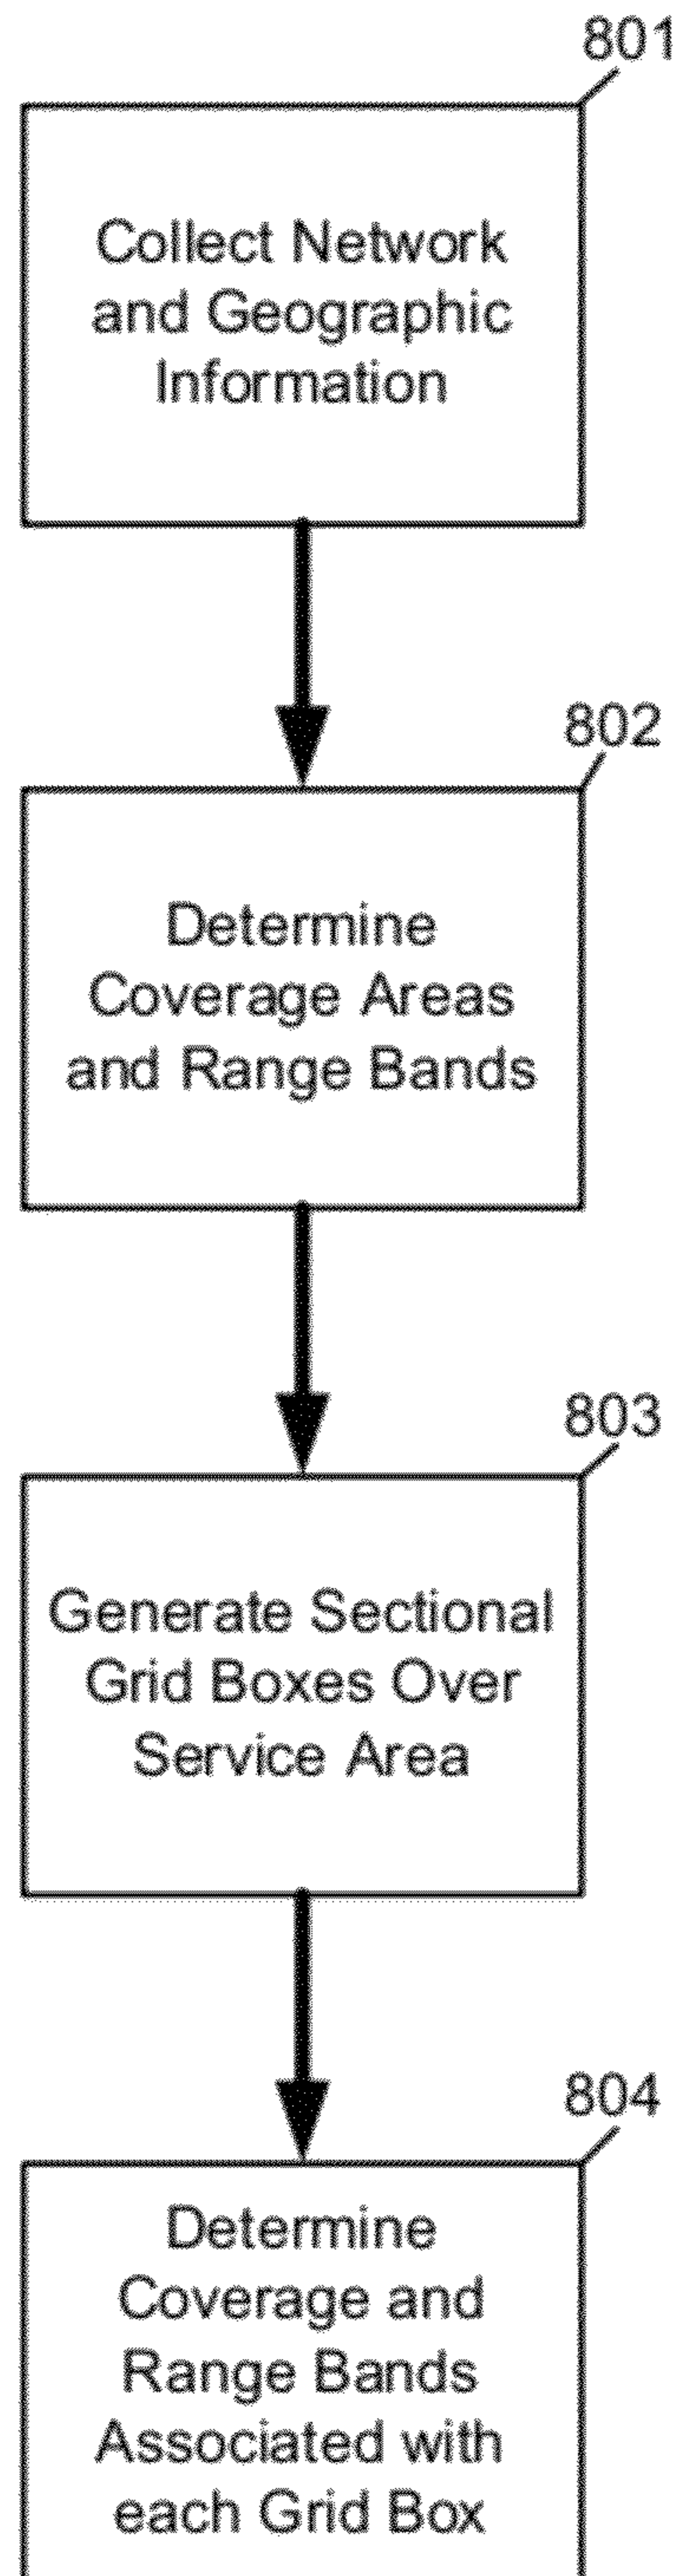 801
Collect Network
and Geographic
Information
802
Determine
Coverage Areas
and Range Bands
803
Generate Sectional
Grid Boxes Over
Service Area
804
Determine
Coverage and
Range Bands
Associated with
each Grid Box